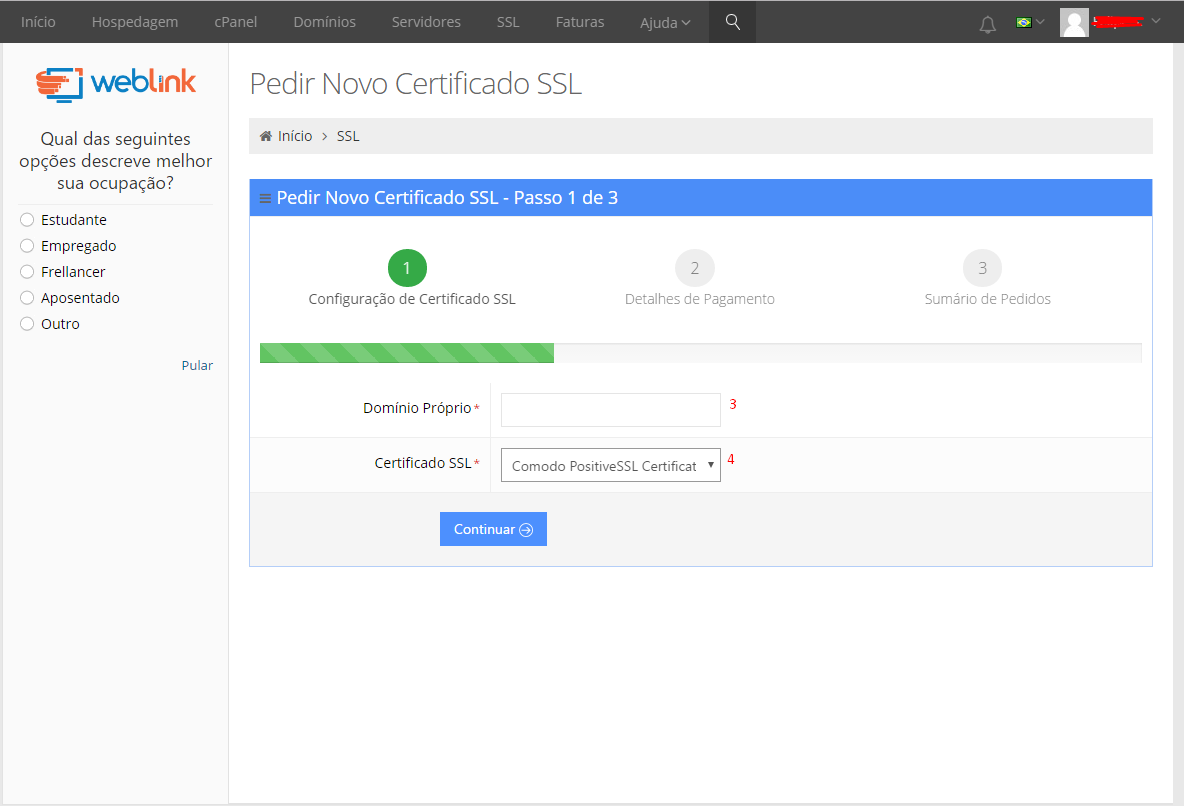 Início Hospedagem cPanel Domínios Servidores SSL Faturas Ajuda
weblink
Qual das seguintes
opções descreve melhor
sua ocupação?
Estudante
Empregado
Frellancer
Aposentado
Outro
Pular
Pedir Novo Certificado SSL
Início > SSL
Pedir Novo Certificado SSL - Passo 1 de 3
1 2 3
Configuração de Certificado SSL Detalhes de Pagamento Sumário de Pedidos
Domínio Próprio* 3
Certificado SSL* Comodo PositiveSSL Certificat 4
Continuar